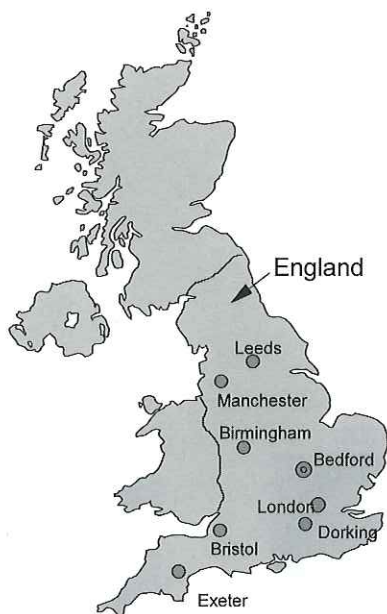 England
Leeds
Manchester
Birmingham
Bedford
London
Dorking
Bristol
Exeter